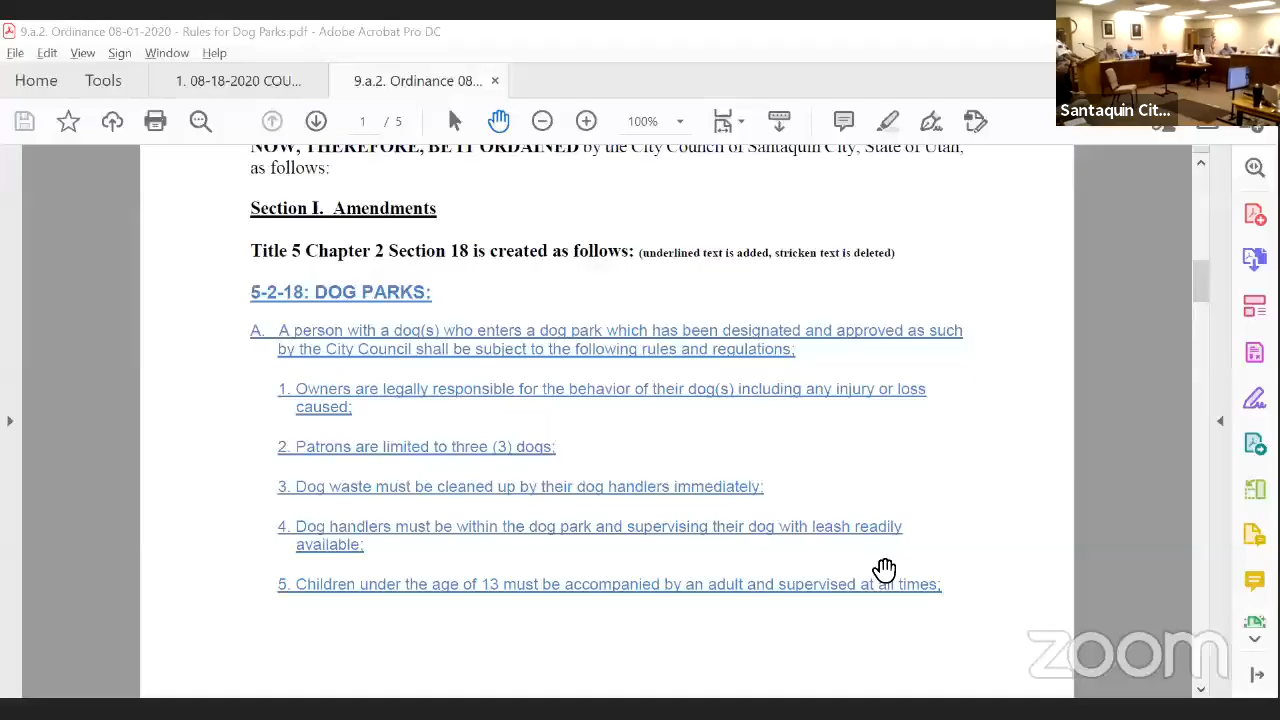 9.a.2. Ordinance 08-01-2020 - Rules for Dog Parks.pdf - Adobe Acrobat Pro DC
File Edit View Sign Window Help
Home Tools 1. 08-18-2020 COU... 9.a.2. Ordinance 08... ×
1 / 5 100%
Santaquin Cit...
NOW, THEREFORE, BE IT ORDAINED by the City Council of Santaquin City, State of Utah,
as follows:
Section I. Amendments
Title 5 Chapter 2 Section 18 is created as follows: (underlined text is added, stricken text is deleted)
5-2-18: DOG PARKS:
A. A person with a dog(s) who enters a dog park which has been designated and approved as such
by the City Council shall be subject to the following rules and regulations;
1. Owners are legally responsible for the behavior of their dog(s) including any injury or loss
caused;
2. Patrons are limited to three (3) dogs;
3. Dog waste must be cleaned up by their dog handlers immediately;
4. Dog handlers must be within the dog park and supervising their dog with leash readily
available;
5. Children under the age of 13 must be accompanied by an adult and supervised at all times;
zoom